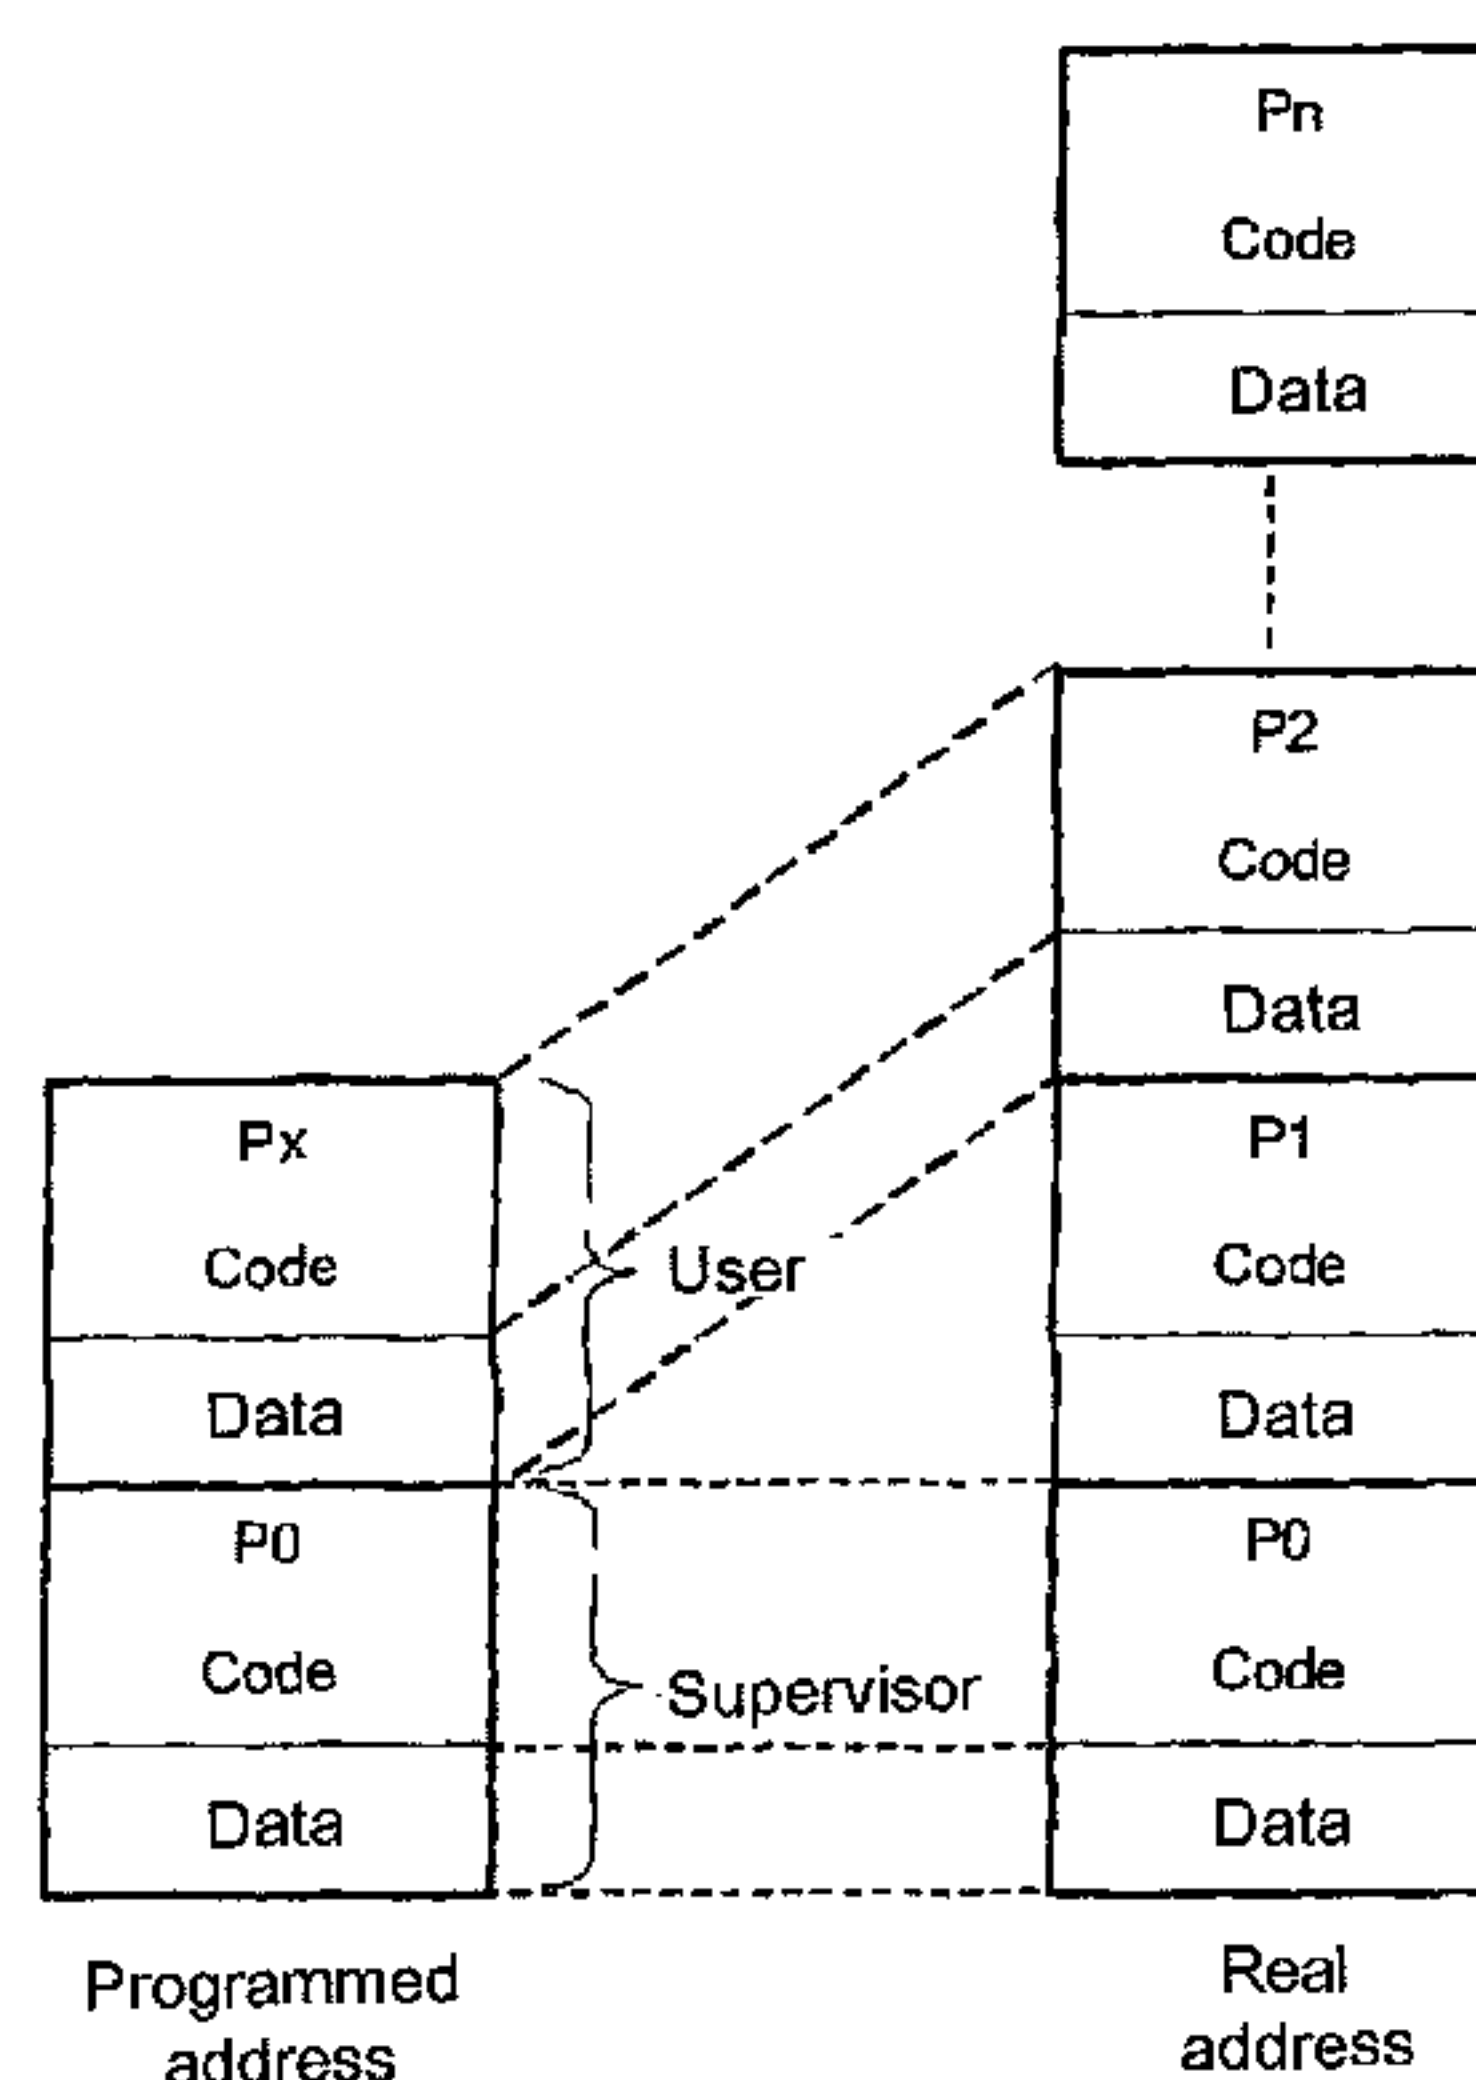 Pn
Code
Data
P2
Code
Data
P1
Code
Data
P0
Code
Data
Px
Code
Data
P0
Code
Data
User
Supervisor
Programmed
address
Real
address